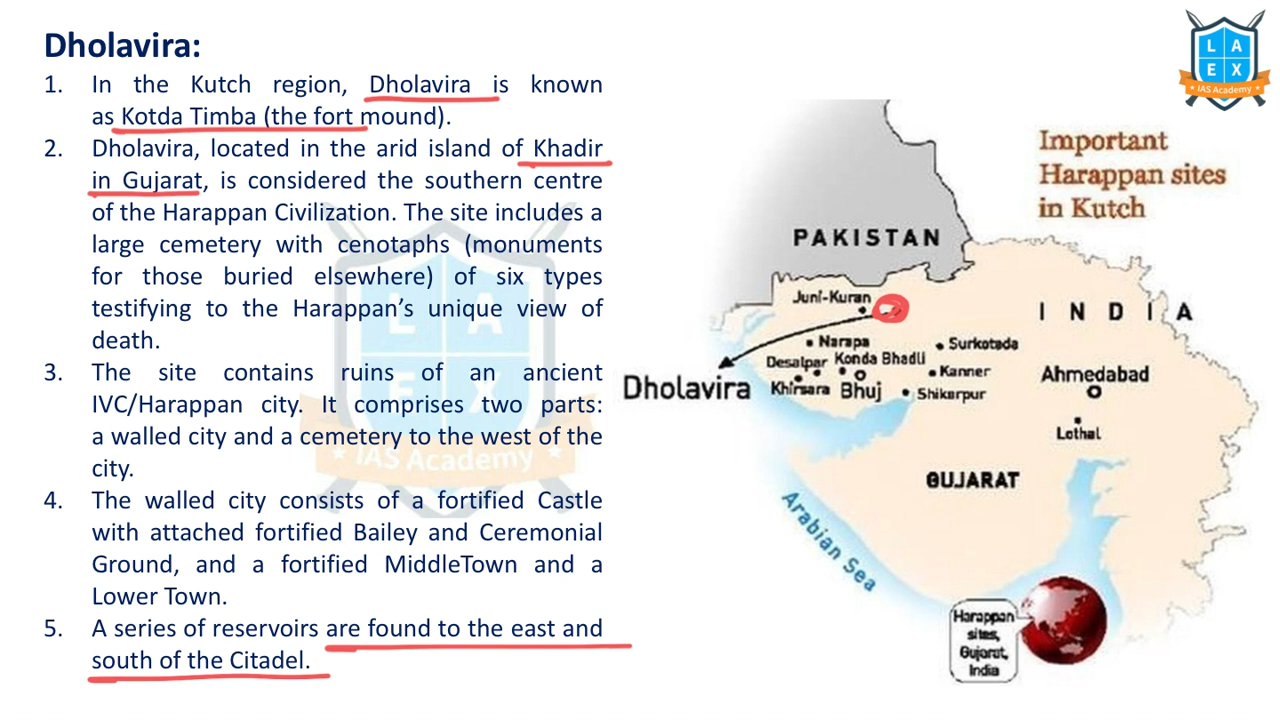 Dholavira:
1. In the Kutch region, Dholavira is known
as Kotda Timba (the fort mound).
2. Dholavira, located in the arid island of Khadir
in Gujarat, is considered the southern centre
of the Harappan Civilization. The site includes a
large cemetery with cenotaphs (monuments
for those buried elsewhere) of six types
testifying to the Harappan’s unique view of
death.
3. The site contains ruins of an ancient
IVC/Harappan city. It comprises two parts:
a walled city and a cemetery to the west of the
city.
4. The walled city consists of a fortified Castle
with attached fortified Bailey and Ceremonial
Ground, and a fortified MiddleTown and a
Lower Town.
5. A series of reservoirs are found to the east and
south of the Citadel.
L A
E X
IAS Academy
L A
E X
IAS Academy
Important
Harappan sites
in Kutch
PAKISTAN
Juni-Kuran
INDIA
Narapa
Surkotada
Desalpar Konda Bhadli
Kanner
Ahmedabad
Dholavira
Khirsara
Bhuj
Shikarpur
Lothal
GUJARAT
Arabian Sea
Harappan
sites,
Gujarat,
India